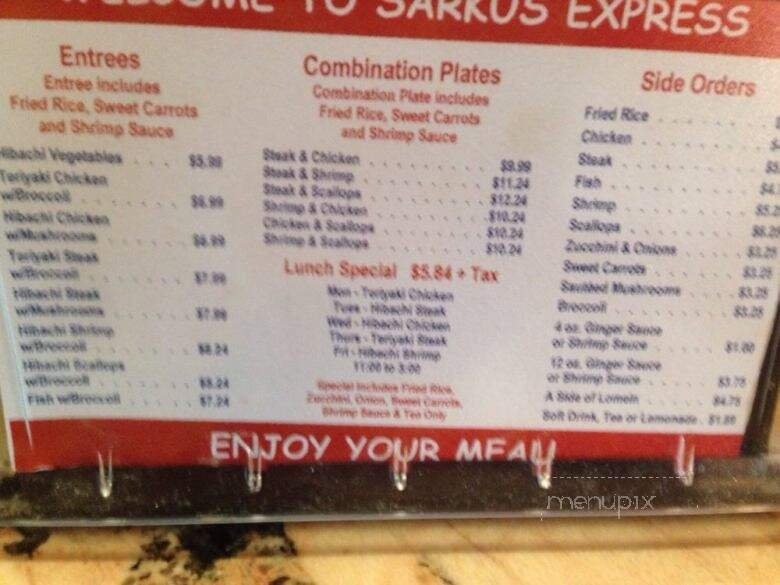 WELCOME TO SARKUS EXPRESS
Entrees
Entree includes
Fried Rice, Sweet Carrots
and Shrimp Sauce
Hibachi Vegetables . . . . $5.99
Teriyaki Chicken
w/Broccoli . . . . $6.99
Hibachi Chicken
w/Mushrooms . . . . $6.99
Teriyaki Steak
w/Broccoli . . . . $7.99
Hibachi Steak
w/Mushrooms . . . . $7.99
Hibachi Shrimp
w/Broccoli . . . . $8.24
Hibachi Scallops
w/Broccoli . . . . $8.24
Fish w/Broccoli . . . . $7.24
Combination Plates
Combination Plate includes
Fried Rice, Sweet Carrots
and Shrimp Sauce
Steak & Chicken . . . . $9.99
Steak & Shrimp . . . . $11.24
Steak & Scallops . . . . $12.24
Shrimp & Chicken . . . . $10.24
Chicken & Scallops . . . . $10.24
Shrimp & Scallops . . . . $10.24
Lunch Special $5.84 + Tax
Mon - Teriyaki Chicken
Tues - Hibachi Steak
Wed - Hibachi Chicken
Thurs - Teriyaki Steak
Fri - Hibachi Shrimp
11:00 to 3:00
Special includes Fried Rice,
Zucchini, Onion, Sweet Carrots,
Shrimp Sauce & Tea Only
Side Orders
Fried Rice . . . .
Chicken . . . .
Steak . . . .
Fish . . . .
Shrimp . . . .
Scallops . . . . $6.25
Zucchini & Onions . . . . $3.25
Sweet Carrots . . . . $3.25
Sautéed Mushrooms . . . . $3.25
Broccoli . . . . $3.25
4 oz. Ginger Sauce
or Shrimp Sauce . . . . $1.00
12 oz. Ginger Sauce
or Shrimp Sauce . . . . $3.75
A Side of Lomein . . . . $4.75
Soft Drink, Tea or Lemonade .
ENJOY YOUR MEAL!
menupix